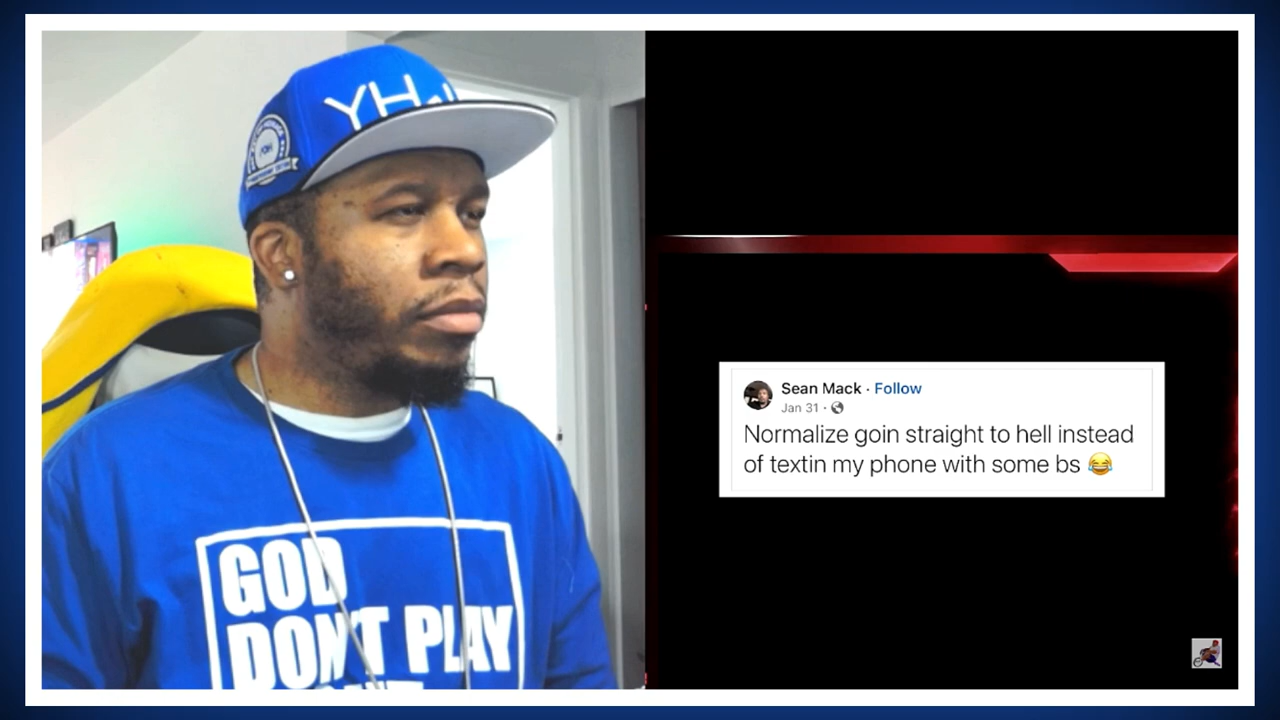 YH
GOD
DON'T PLAY
Sean Mack · Follow
Jan 31 ·
Normalize goin straight to hell instead
of textin my phone with some bs 😂